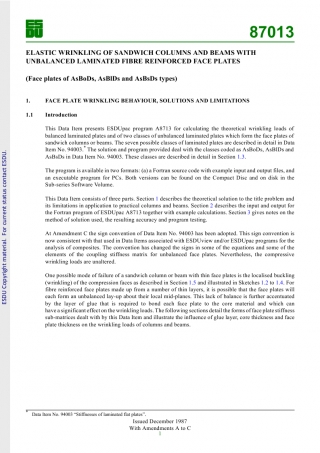 ESDU
87013
ELASTIC WRINKLING OF SANDWICH COLUMNS AND BEAMS WITH
UNBALANCED LAMINATED FIBRE REINFORCED FACE PLATES
(Face plates of AsBoDs, AsBIDs and AsBsDs types)
1. FACE PLATE WRINKLING BEHAVIOUR, SOLUTIONS AND LIMITATIONS
1.1 Introduction
This Data Item presents ESDUpac program A8713 for calculating the theoretical wrinkling loads of
balanced laminated plates and of two classes of unbalanced laminated plates which form the face plates of
sandwich columns or beams. The seven possible classes of laminated plates are described in detail in Data
Item No. 94003.* The solution and program provided deal with the classes coded as AsBoDs, AsBIDs and
AsBsDs in Data Item No. 94003. These classes are described in detail in Section 1.3.
The program is available in two formats: (a) a Fortran source code with example input and output files, and
an executable program for PCs. Both versions can be found on the Compact Disc and on disk in the
Sub-series Software Volume.
This Data Item consists of three parts. Section 1 describes the theoretical solution to the title problem and
its limitations in application to practical columns and beams. Section 2 describes the input to and output of
the Fortran program of ESDUpac A8713 together with example calculations. Section 3 gives notes on the
method of solution used, the resulting accuracy and program testing.
At Amendment C the sign convention of Data Item No. 94003 has been adopted. This sign convention is
now consistent with that used in Data Items associated with ESDUview and/or ESDUpac programs for the
analysis of composites. The convention has changed the signs in some of the equations and some of the
elements of the coupling stiffness matrix for unbalanced face plates. Nevertheless, the compressive
wrinkling loads are unaltered.
One possible mode of failure of a sandwich column or beam with thin face plates is the localised buckling
(wrinkling) of the compression faces as described in Section 1.5 and illustrated in Sketches 1.2 to 1.4. For
fibre reinforced face plates made up from a number of thin layers, it is possible that the face plates will
each form an unbalanced lay-up about their local mid-planes. This lack of balance is further accentuated
by the layer of glue that is required to bond each face plate to the core material and which can
have a significant effect on the wrinkling loads. The following sections detail the forms of face plate stiffness
sub-matrices dealt with by this Data Item and illustrate the influence of glue layer, core thickness and face
plate thickness on the wrinkling loads of columns and beams.
* Data Item No. 94003 “Stiffnesses of laminated flat plates”.
Issued December 1987
With Amendments A to C
1
ESDU Copyright material. For current status contact ESDU.